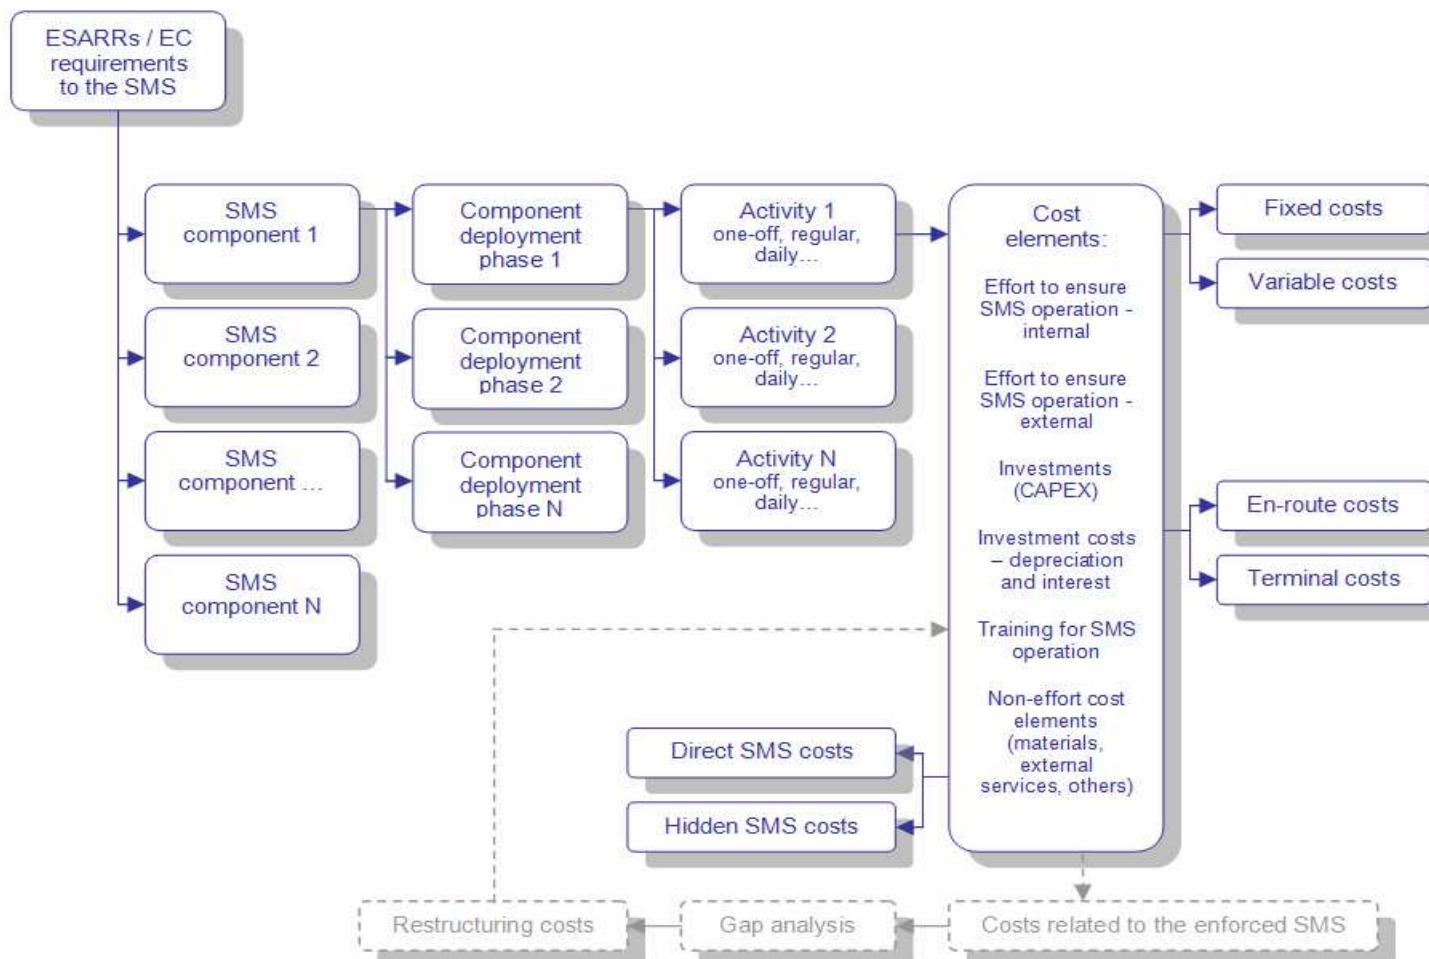 ESARRs / EC
requirements
to the SMS
SMS
component 1
SMS
component 2
SMS
component ...
SMS
component N
Component
deployment
phase 1
Component
deployment
phase 2
Component
deployment
phase N
Activity 1
one-off, regular,
daily...
Activity 2
one-off, regular,
daily...
Activity N
one-off, regular,
daily...
Cost
elements:
Effort to ensure
SMS operation -
internal
Effort to ensure
SMS operation -
external
Investments
(CAPEX)
Investment costs
– depreciation
and interest
Training for SMS
operation
Non-effort cost
elements
(materials,
external
services, others)
Fixed costs
Variable costs
En-route costs
Terminal costs
Direct SMS costs
Hidden SMS costs
Restructuring costs
Gap analysis
Costs related to the enforced SMS